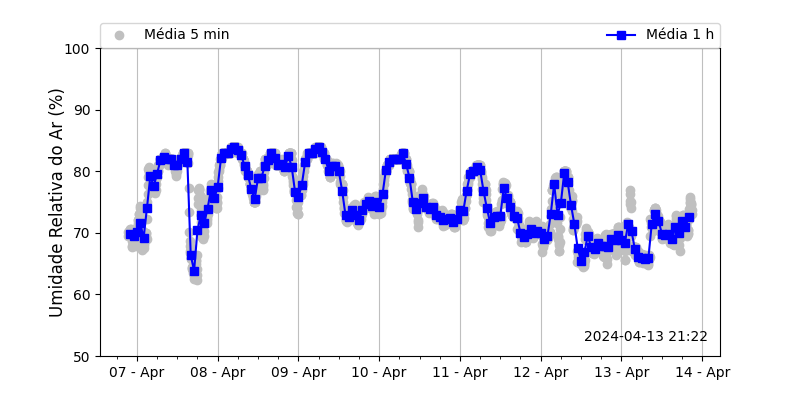 Média 5 min
Média 1 h
Umidade Relativa do Ar (%)
100
90
80
70
60
50
2024-04-13 21:22
07 - Apr
08 - Apr
09 - Apr
10 - Apr
11 - Apr
12 - Apr
13 - Apr
14 - Apr